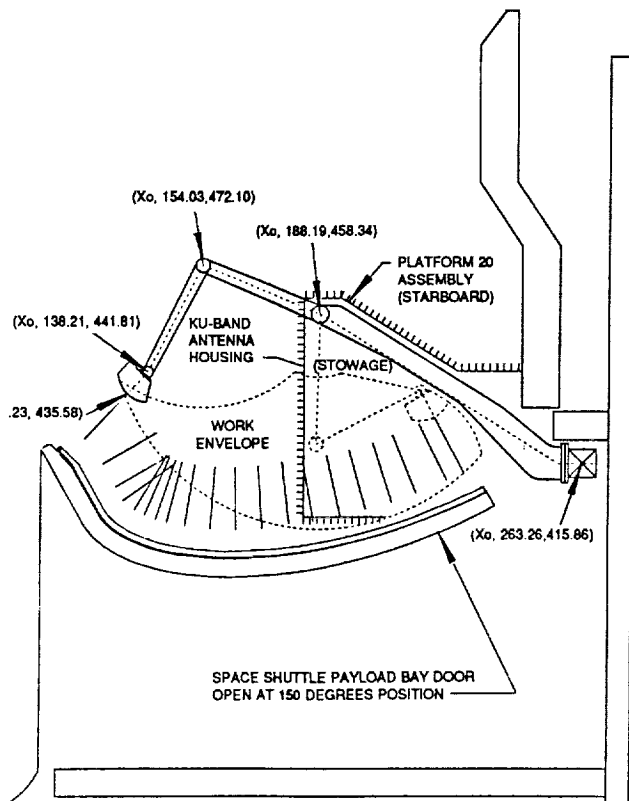 (Xo, 154.03,472.10)
(Xo, 188.19,458.34)
PLATFORM 20
ASSEMBLY
(STARBOARD)
(Xo, 138.21, 441.81)
KU-BAND
ANTENNA
HOUSING
(STOWAGE)
.23, 435.58)
WORK
ENVELOPE
(Xo, 263.26,415.86)
SPACE SHUTTLE PAYLOAD BAY DOOR
OPEN AT 150 DEGREES POSITION